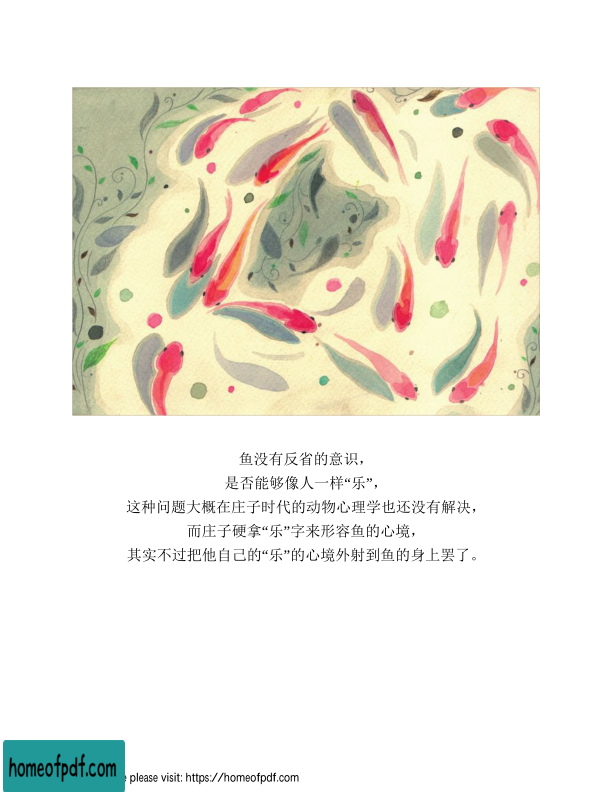 鱼没有反省的意识，
是否能够像人一样“乐”，
这种问题大概在庄子时代的动物心理学也还没有解决，
而庄子硬拿“乐”字来形容鱼的心境，
其实不过把他自己的“乐”的心境外射到鱼的身上罢了。
homeofpdf.com
e please visit: https://homeofpdf.com